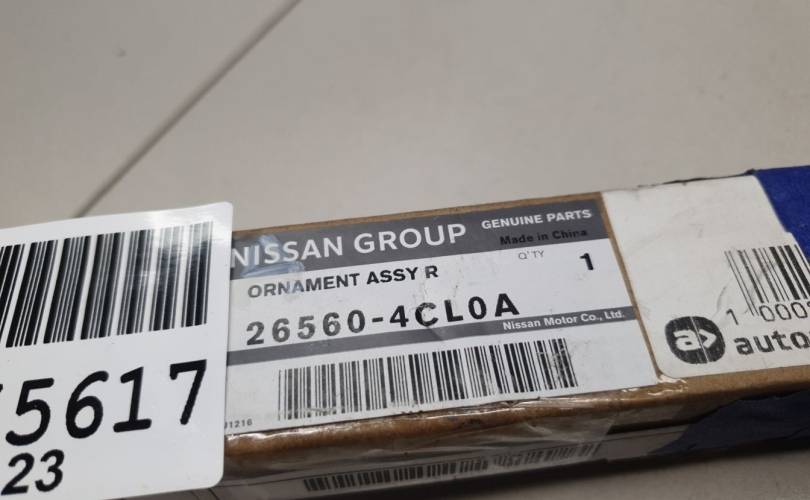 NISSAN GROUP
GENUINE PARTS
Made in China
ORNAMENT ASSY R
Q'TY 1
26560-4CL0A
Nissan Motor Co., Ltd.
5617
23
a>
auto